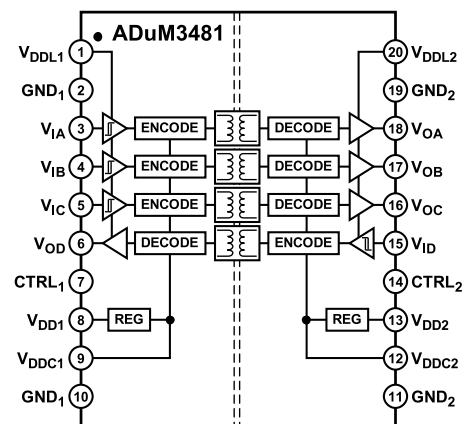 ADuM3481
VDDL1 1 20 VDDL2
GND1 2 19 GND2
VIA 3 ENCODE DECODE 18 VOA
VIB 4 ENCODE DECODE 17 VOB
VIC 5 ENCODE DECODE 16 VOC
VOD 6 DECODE ENCODE 15 VID
CTRL1 7 14 CTRL2
VDD1 8 REG REG 13 VDD2
VDDC1 9 12 VDDC2
GND1 10 11 GND2